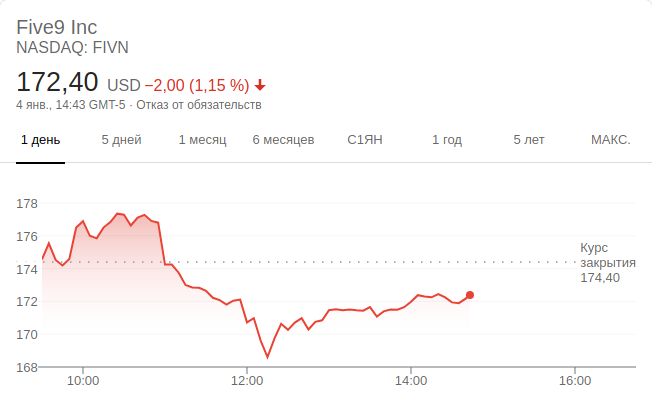 Five9 Inc
NASDAQ: FIVN
172,40 USD −2,00 (1,15 %)
4 янв., 14:43 GMT-5 · Отказ от обязательств
1 день 5 дней 1 месяц 6 месяцев С1ЯН 1 год 5 лет МАКС.
178
176
174
172
170
168
Курс
закрытия
174,40
10:00 12:00 14:00 16:00